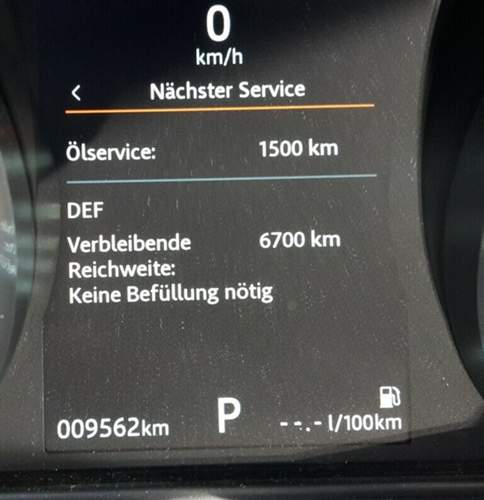 0
km/h
< Nächster Service
Ölservice: 1500 km
DEF
Verbleibende 6700 km
Reichweite:
Keine Befüllung nötig
009562km P --.- l/100km